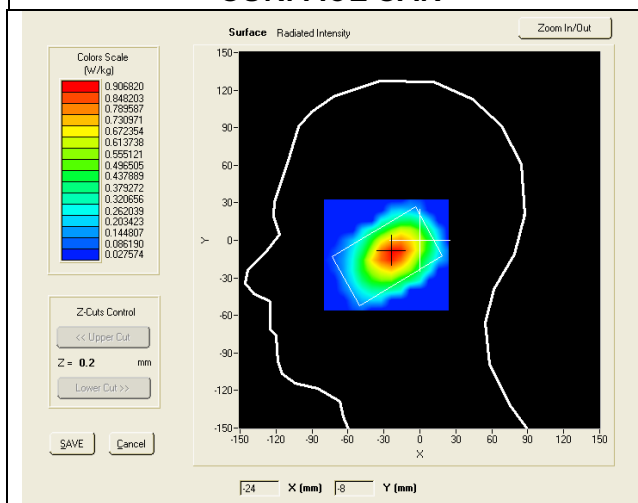 Surface Radiated Intensity
Zoom In/Out
Colors Scale
(W/kg)
0.906820
0.848203
0.789587
0.730971
0.672354
0.613738
0.555121
0.496505
0.437889
0.379272
0.320656
0.262039
0.203423
0.144807
0.086190
0.027574
Z-Cuts Control
<< Upper Cut
Z = 0.2 mm
Lower Cut >>
SAVE Cancel
150
120
90
60
30
0
-30
-60
-90
-120
-150
Y
-150 -120 -90 -60 -30 0 30 60 90 120 150
X
-24 X (mm) -8 Y (mm)